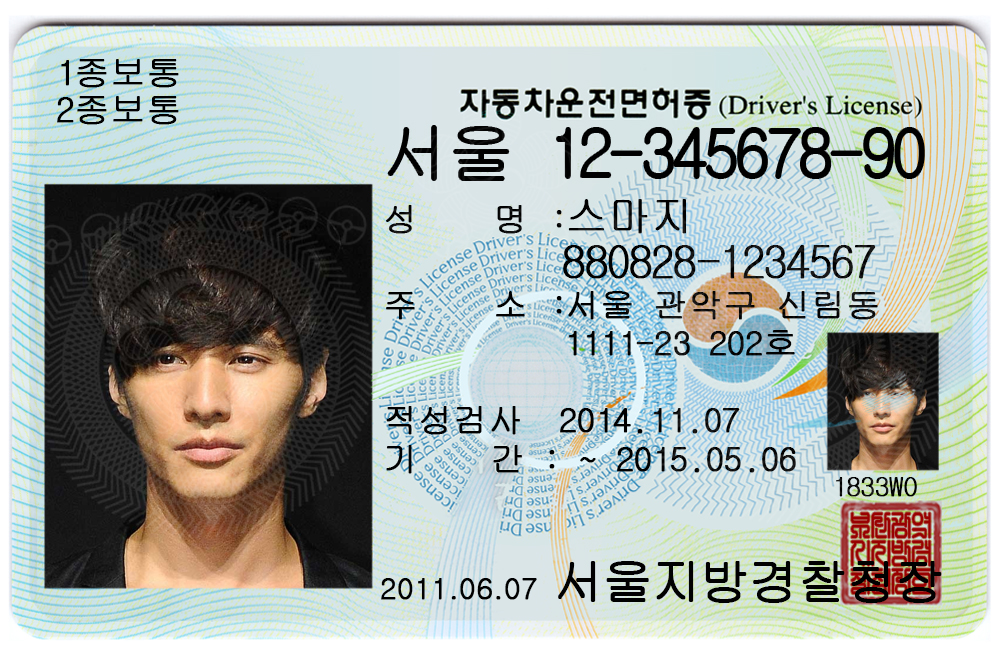 1종보통
2종보통
자동차운전면허증 (Driver's License)
서울 12-345678-90
성 명 :스마지
880828-1234567
주 소 :서울 관악구 신림동
1111-23 202호
적성검사 2014.11.07
기 간 : ~ 2015.05.06
1833W0
2011.06.07 서울지방경찰청장